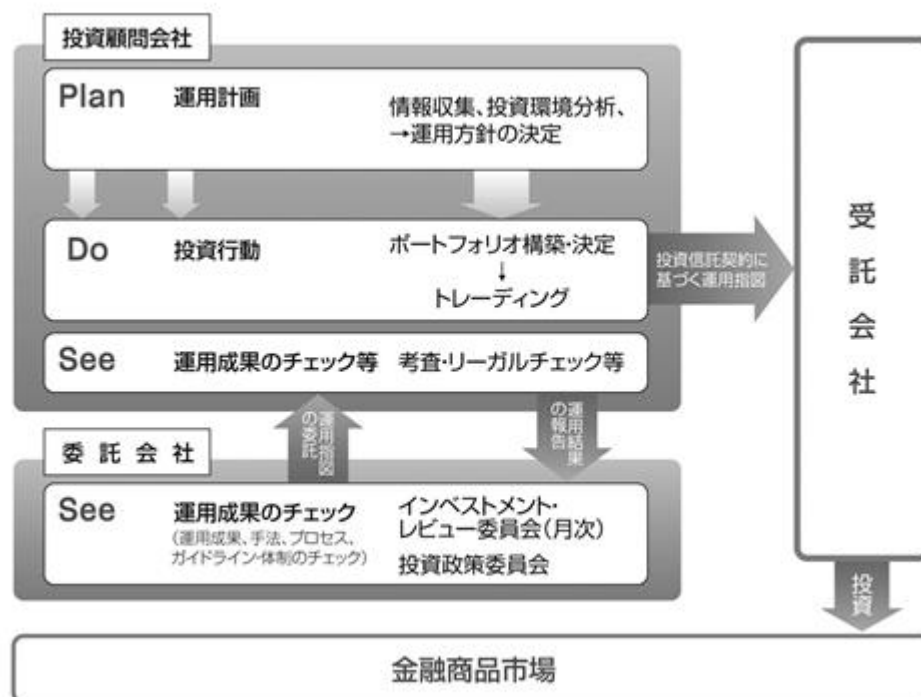 投資顧問会社
Plan 運用計画
情報収集、投資環境分析、
→運用方針の決定
Do 投資行動
ポートフォリオ構築・決定
↓
トレーディング
投資信託契約に
基づく運用指図
See 運用成果のチェック等 考査・リーガルチェック等
運用指図
の委託
運用結果
の報告
委託会社
See 運用成果のチェック
(運用成果、手法、プロセス、
ガイドライン・体制のチェック)
インベストメント・
レビュー委員会(月次)
投資政策委員会
受託会社
投資
金融商品市場